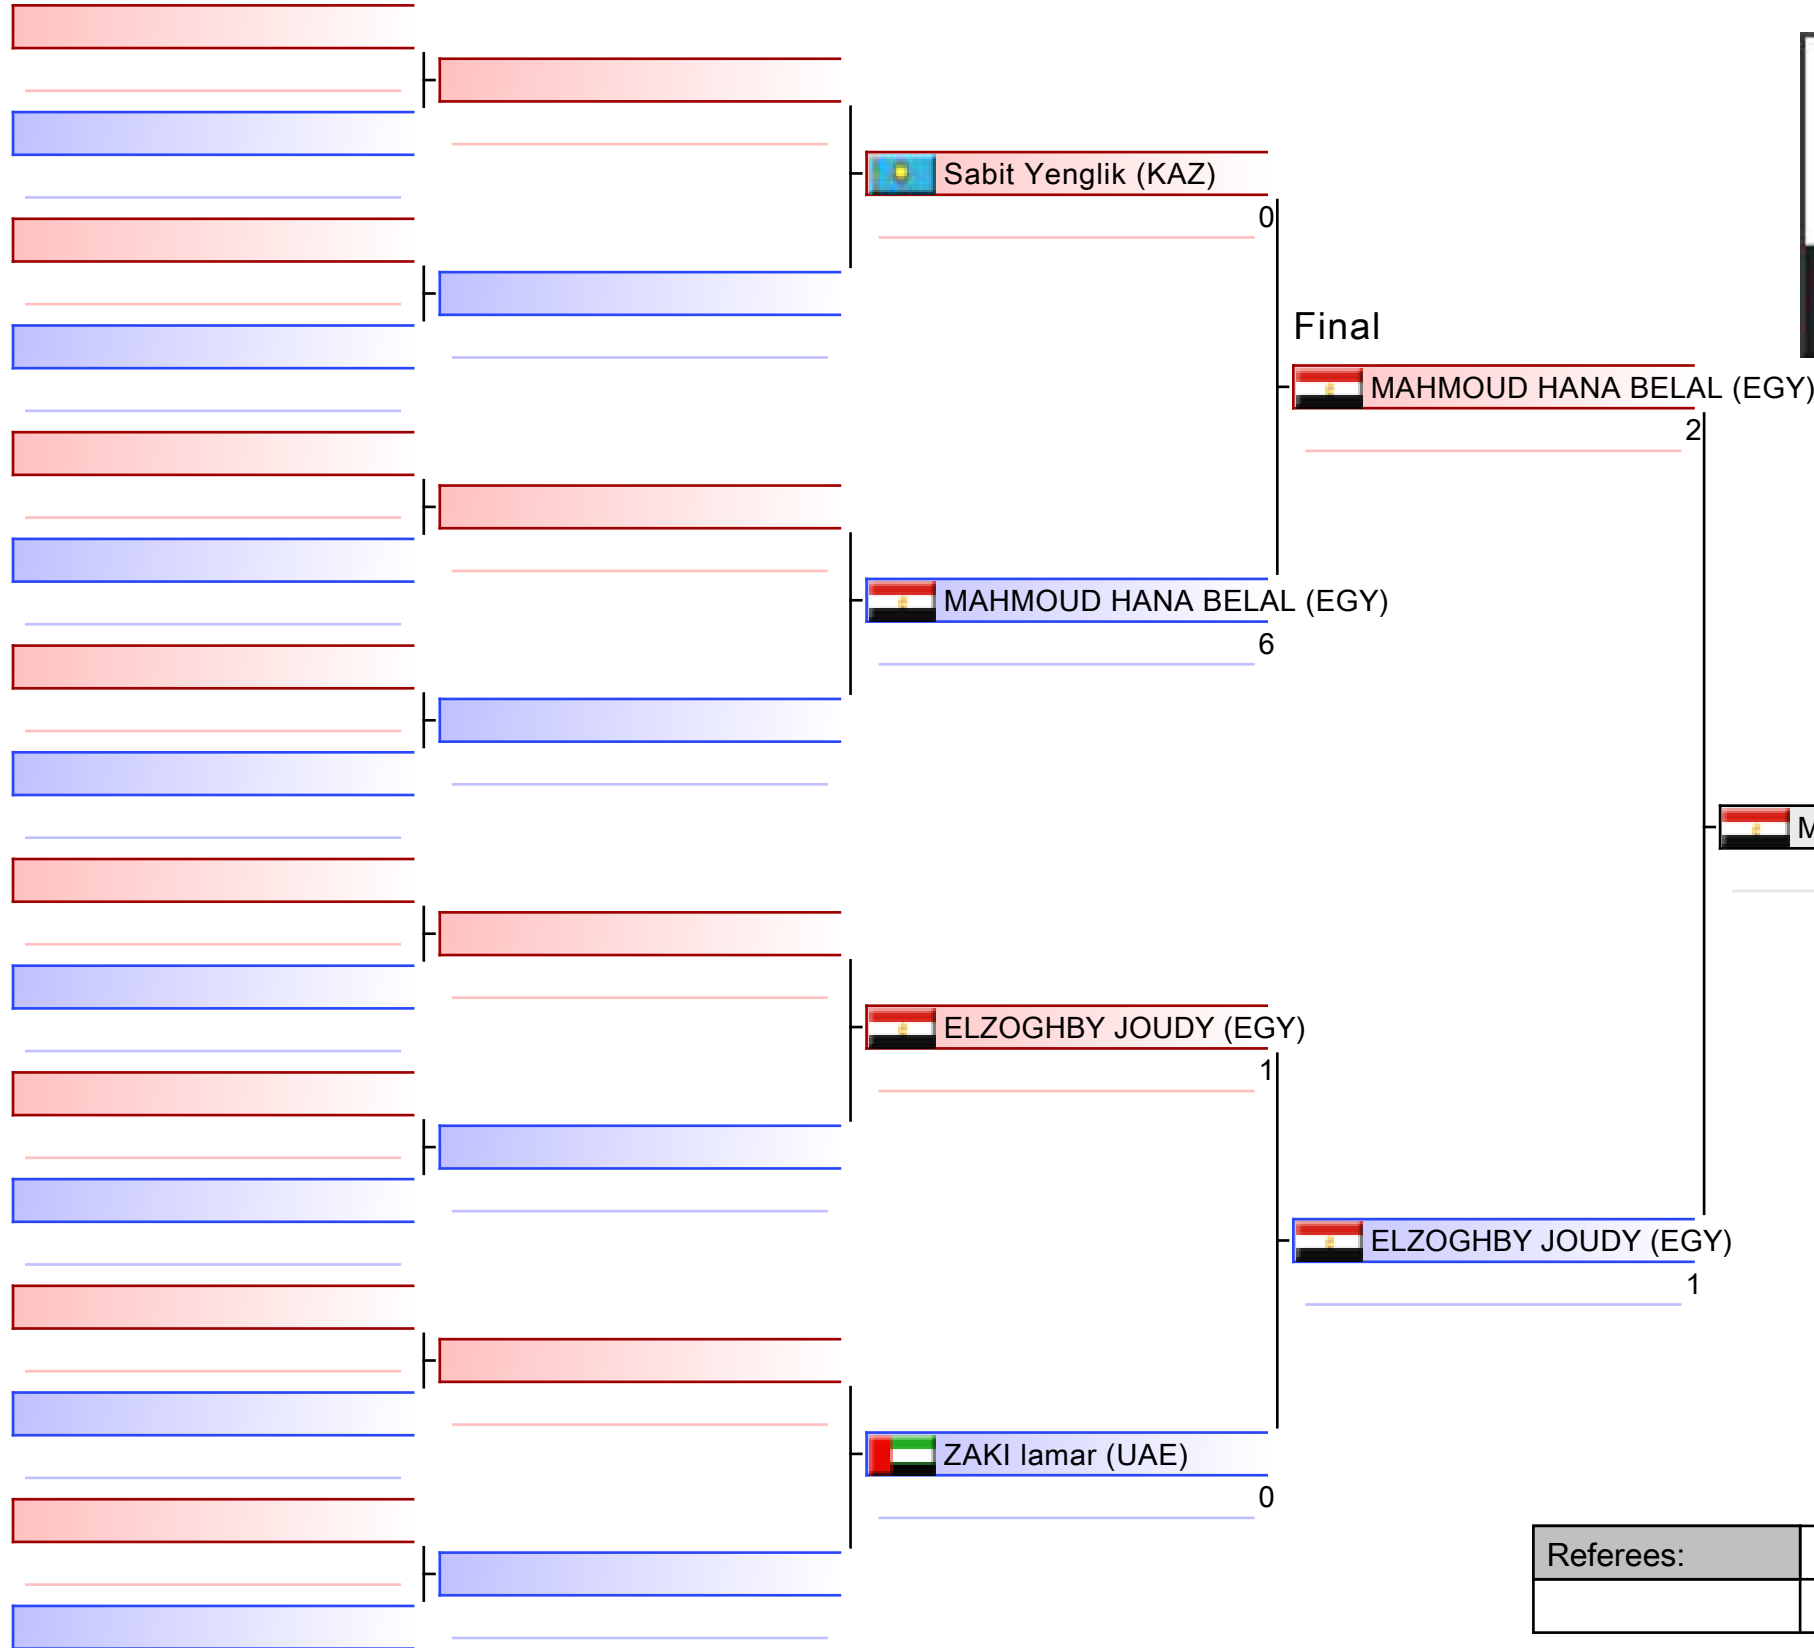 Sabit Yenglik (KAZ)
0
Final
MAHMOUD HANA BELAL (EGY)
2
MAHMOUD HANA BELAL (EGY)
6
M
ELZOGHBY JOUDY (EGY)
1
ELZOGHBY JOUDY (EGY)
1
ZAKI lamar (UAE)
0
Referees: